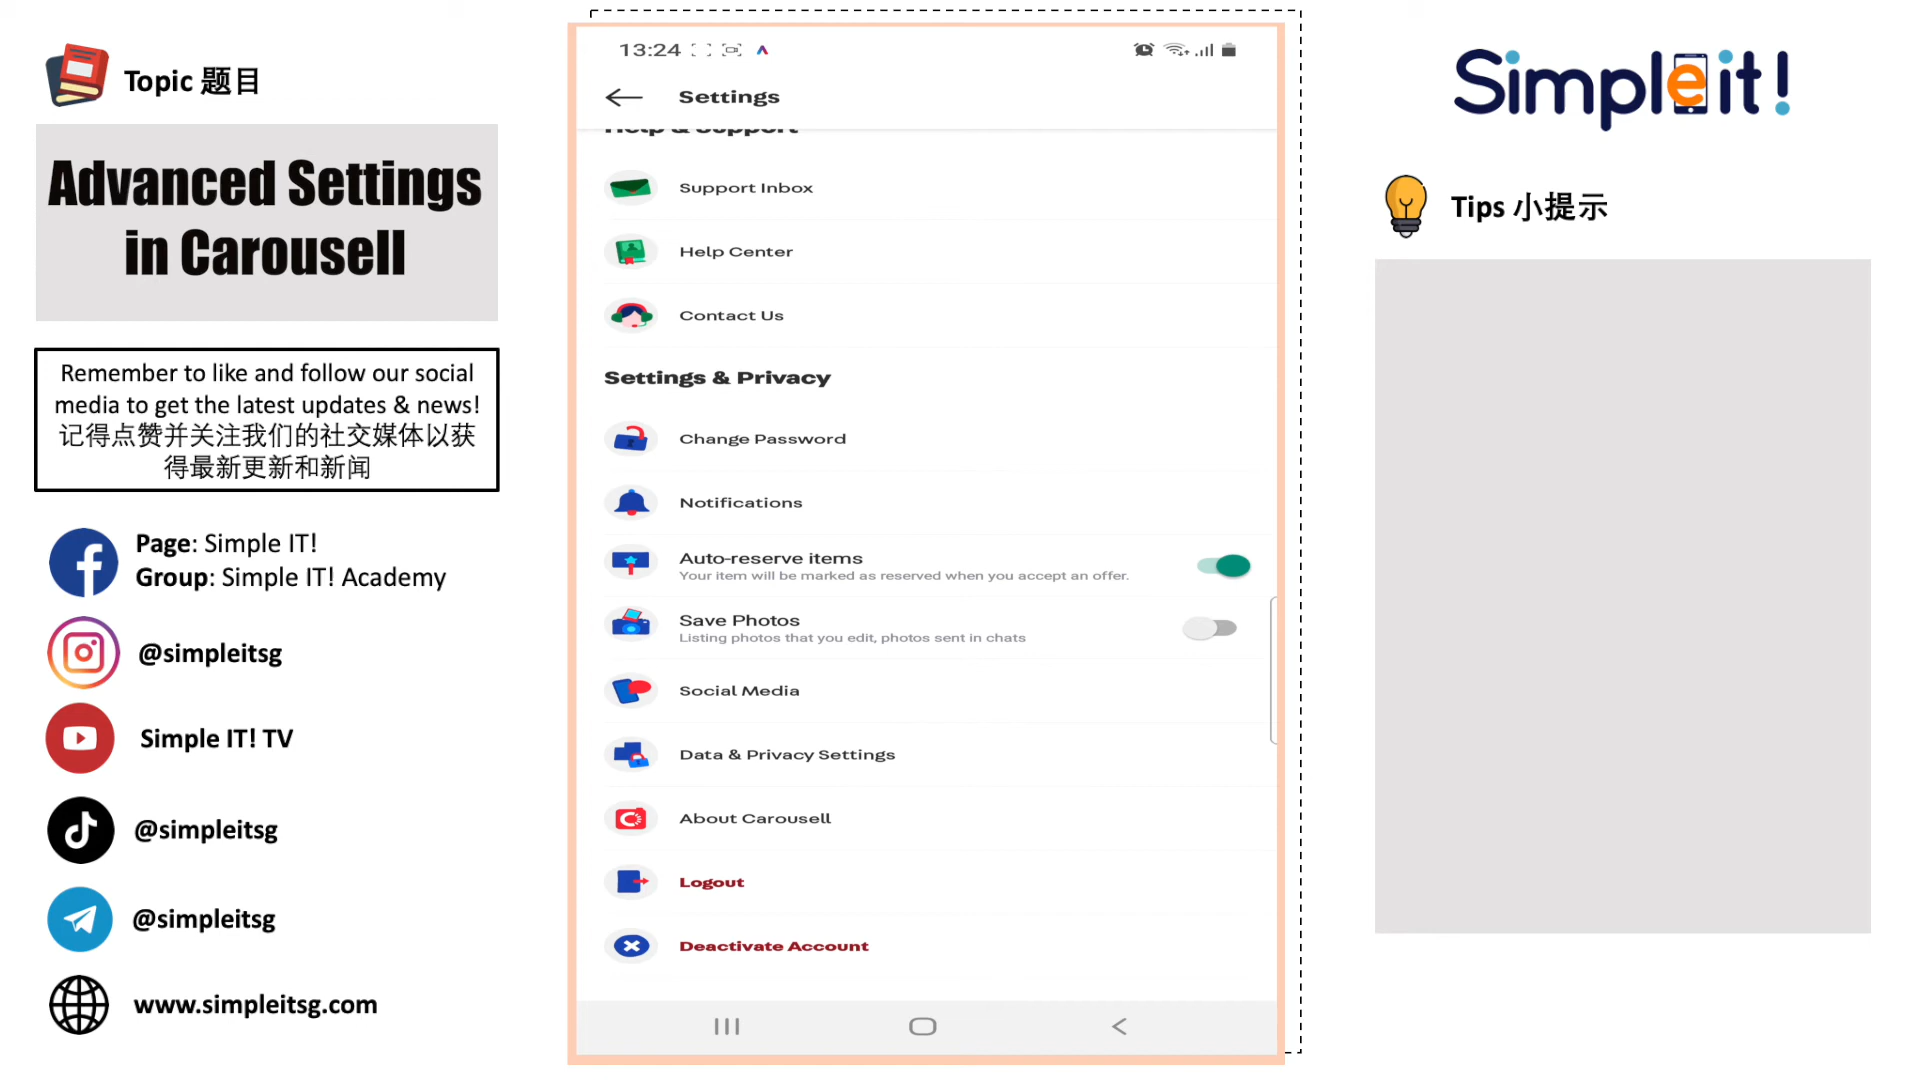 Topic 题目
Advanced Settings
in Carousell
Remember to like and follow our social
media to get the latest updates & news!
记得点赞并关注我们的社交媒体以获
得最新更新和新闻
Page: Simple IT!
Group: Simple IT! Academy
@simpleitsg
Simple IT! TV
@simpleitsg
@simpleitsg
www.simpleitsg.com
13:24
Settings
Help & Support
Support Inbox
Help Center
Contact Us
Settings & Privacy
Change Password
Notifications
Auto-reserve items
Your item will be marked as reserved when you accept an offer.
Save Photos
Listing photos that you edit, photos sent in chats
Social Media
Data & Privacy Settings
About Carousell
Logout
Deactivate Account
Simple it!
Tips 小提示